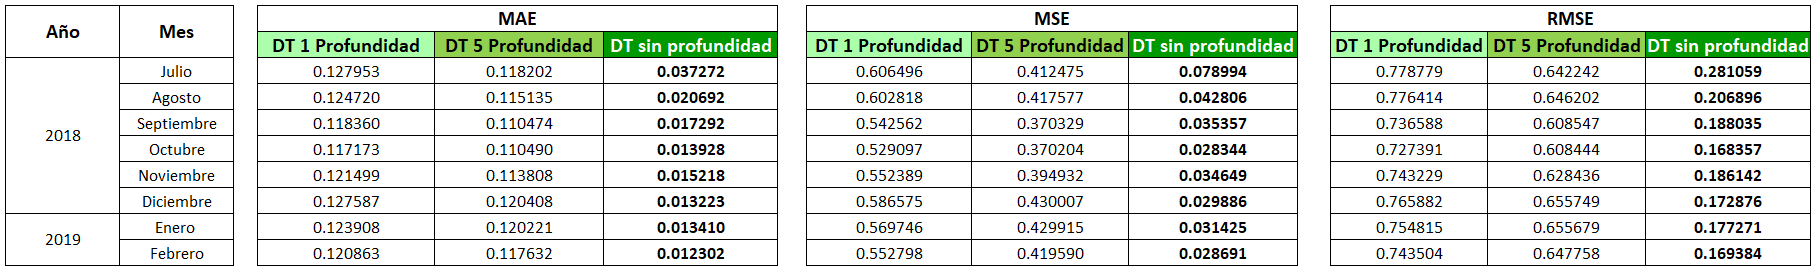 Año Mes MAE MSE RMSE
DT 1 Profundidad DT 5 Profundidad DT sin profundidad DT 1 Profundidad DT 5 Profundidad DT sin profundidad DT 1 Profundidad DT 5 Profundidad DT sin profundidad
2018 Julio 0.127953 0.118202 0.037272 0.606496 0.412475 0.078994 0.778779 0.642242 0.281059
Agosto 0.124720 0.115135 0.020692 0.602818 0.417577 0.042806 0.776414 0.646202 0.206896
Septiembre 0.118360 0.110474 0.017292 0.542562 0.370329 0.035357 0.736588 0.608547 0.188035
Octubre 0.117173 0.110490 0.013928 0.529097 0.370204 0.028344 0.727391 0.608444 0.168357
Noviembre 0.121499 0.113808 0.015218 0.552389 0.394932 0.034649 0.743229 0.628436 0.186142
Diciembre 0.127587 0.120408 0.013223 0.586575 0.430007 0.029886 0.765882 0.655749 0.172876
2019 Enero 0.123908 0.120221 0.013410 0.569746 0.429915 0.031425 0.754815 0.655679 0.177271
Febrero 0.120863 0.117632 0.012302 0.552798 0.419590 0.028691 0.743504 0.647758 0.169384